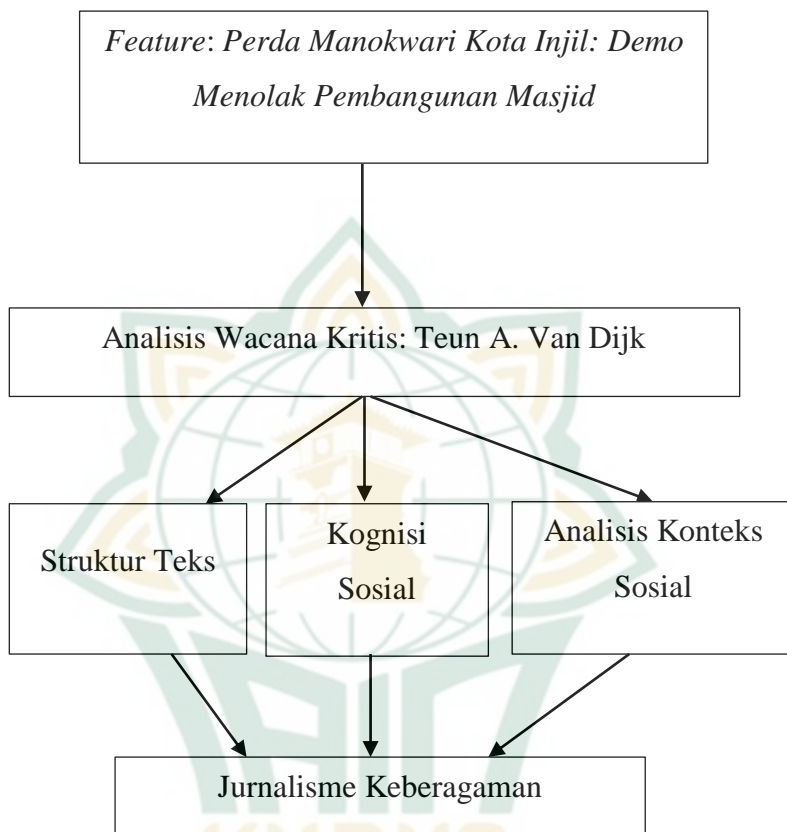 Feature: Perda Manokwari Kota Injil: Demo
Menolak Pembangunan Masjid
Analisis Wacana Kritis: Teun A. Van Dijk
Struktur Teks
Kognisi
Sosial
Analisis Konteks
Sosial
Jurnalisme Keberagaman